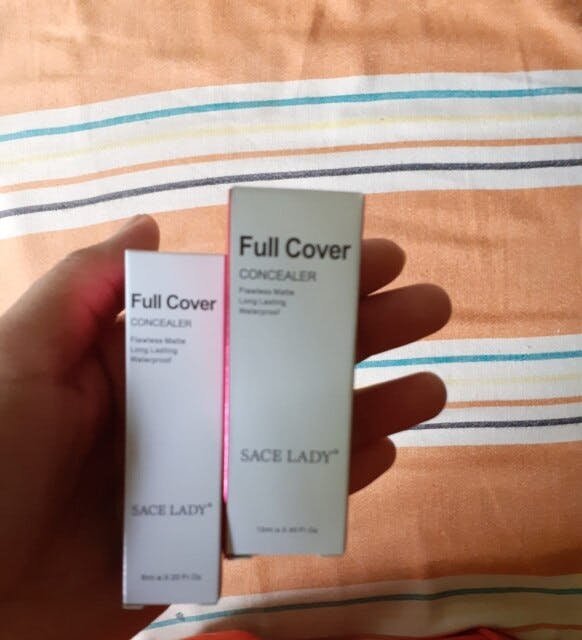 Full Cover
CONCEALER
Flawless Matte
Long Lasting
Waterproof
SACE LADY®
Full Cover
CONCEALER
Flawless Matte
Long Lasting
Waterproof
SACE LADY®